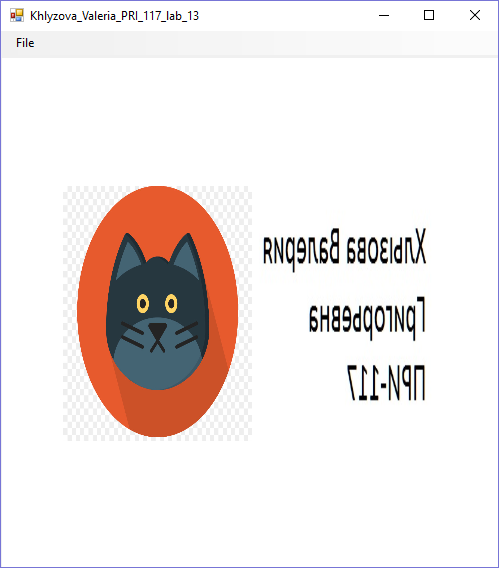 Khlyzova_Valeria_PRI_117_lab_13
File
Хлызова Валерия
Григорьевна
ПРИ-117